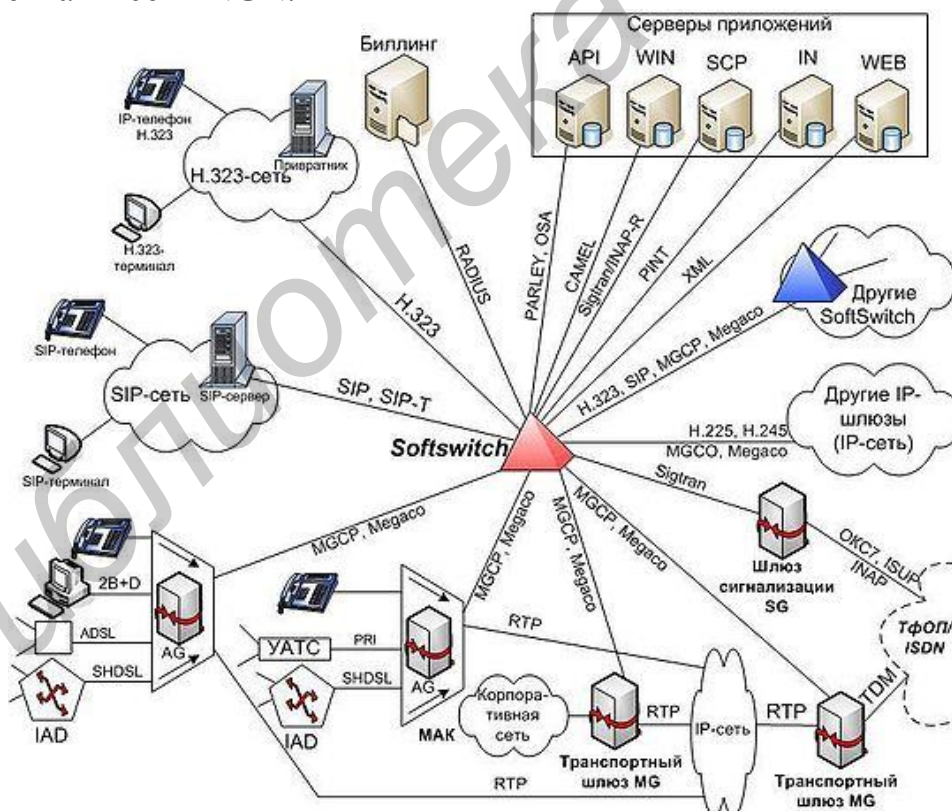 Серверы приложений
Биллинг
API
WIN
SCP
IN
WEB
IP-телефон
H.323
Привратник
H.323-сеть
H.323-
терминал
RADIUS
PARLEY, OSA
CAMEL
Sigtran/INAP-R
PINT
XML
H.323
Другие
SoftSwitch
H.323, SIP, MGCP, Megaco
SIP-телефон
SIP-сеть
SIP-сервер
SIP, SIP-T
SIP-терминал
Softswitch
H.225, H.245
MGCO, Megaco
Другие IP-
шлюзы
(IP-сеть)
Sigtran
MGCP, Megaco
MGCP, Megaco
MGCP, Megaco
MGCP, Megaco
Шлюз
сигнализации
SG
ОКС7, ISUP
INAP
ТфОП/
ISDN
2B+D
ADSL
SHDSL
AG
IAD
УАТС
PRI
SHDSL
AG
IAD
МАК
RTP
Корпора-
тивная
сеть
RTP
IP-сеть
RTP
TDM
Транспортный
шлюз MG
Транспортный
шлюз MG
RTP